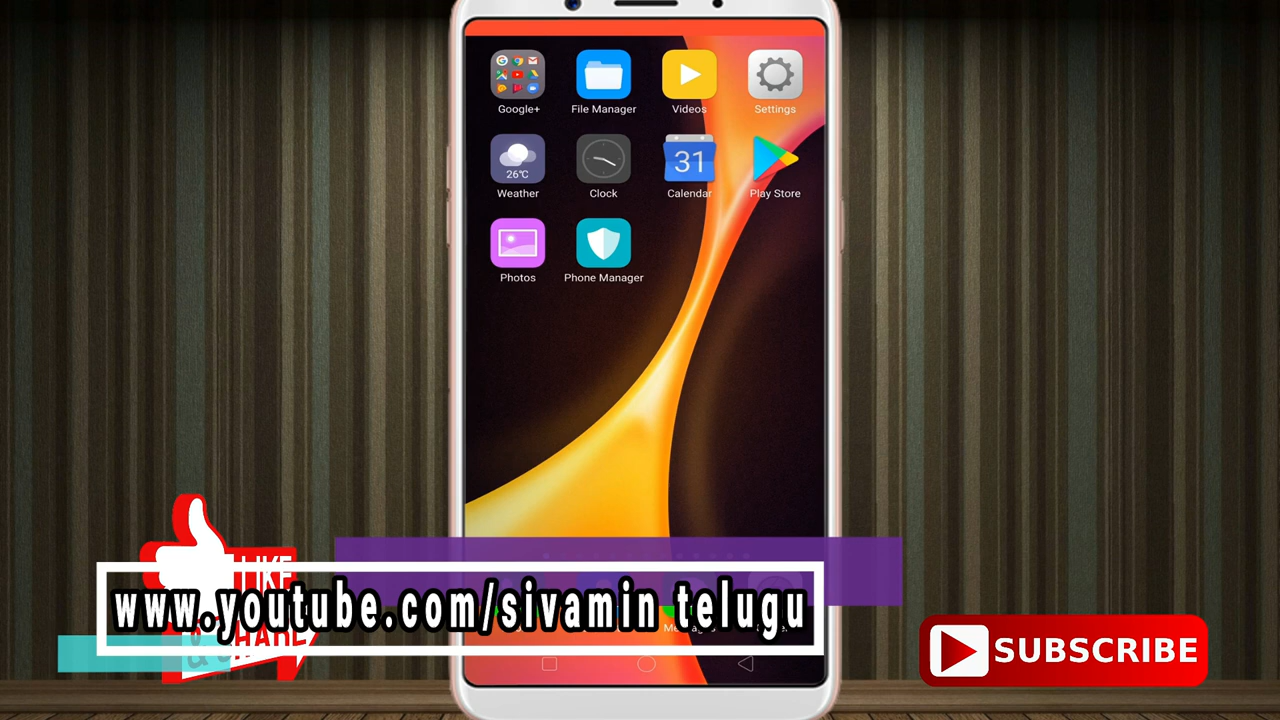 Google+ File Manager Videos Settings
26℃
31
Weather Clock Calendar Play Store
Photos Phone Manager
LIKE
www.youtube.com/sivamin telugu
& SHARE
SUBSCRIBE